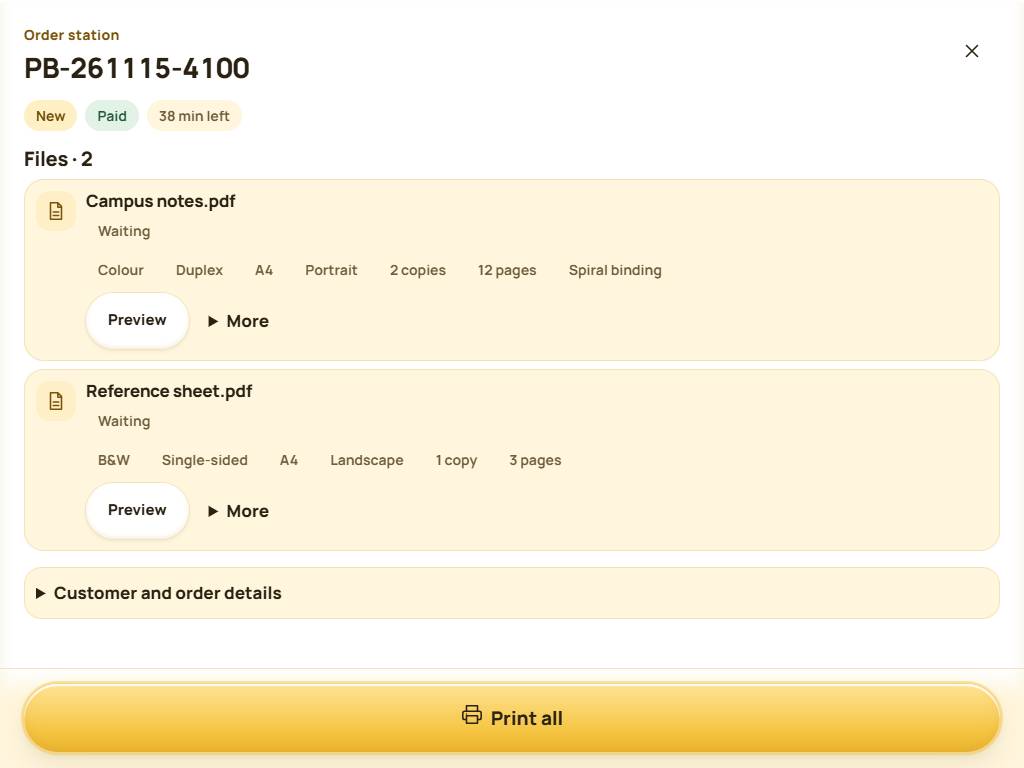 Order station
PB-261115-4100
New Paid 38 min left
Files · 2
Campus notes.pdf
Waiting
Colour Duplex A4 Portrait 2 copies 12 pages Spiral binding
Preview More
Reference sheet.pdf
Waiting
B&W Single-sided A4 Landscape 1 copy 3 pages
Preview More
Customer and order details
Print all